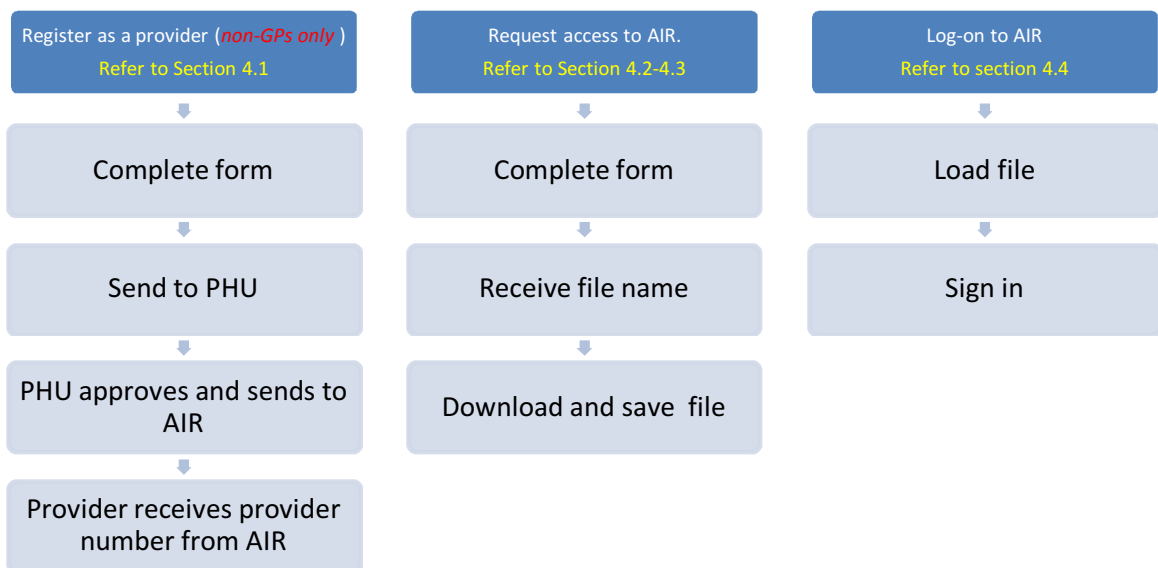 Register as a provider (non-GPs only )
Refer to Section 4.1
Complete form
Send to PHU
PHU approves and sends to
AIR
Provider receives provider
number from AIR
Request access to AIR.
Refer to Section 4.2-4.3
Complete form
Receive file name
Download and save  file
Log-on to AIR
Refer to section 4.4
Load file
Sign in